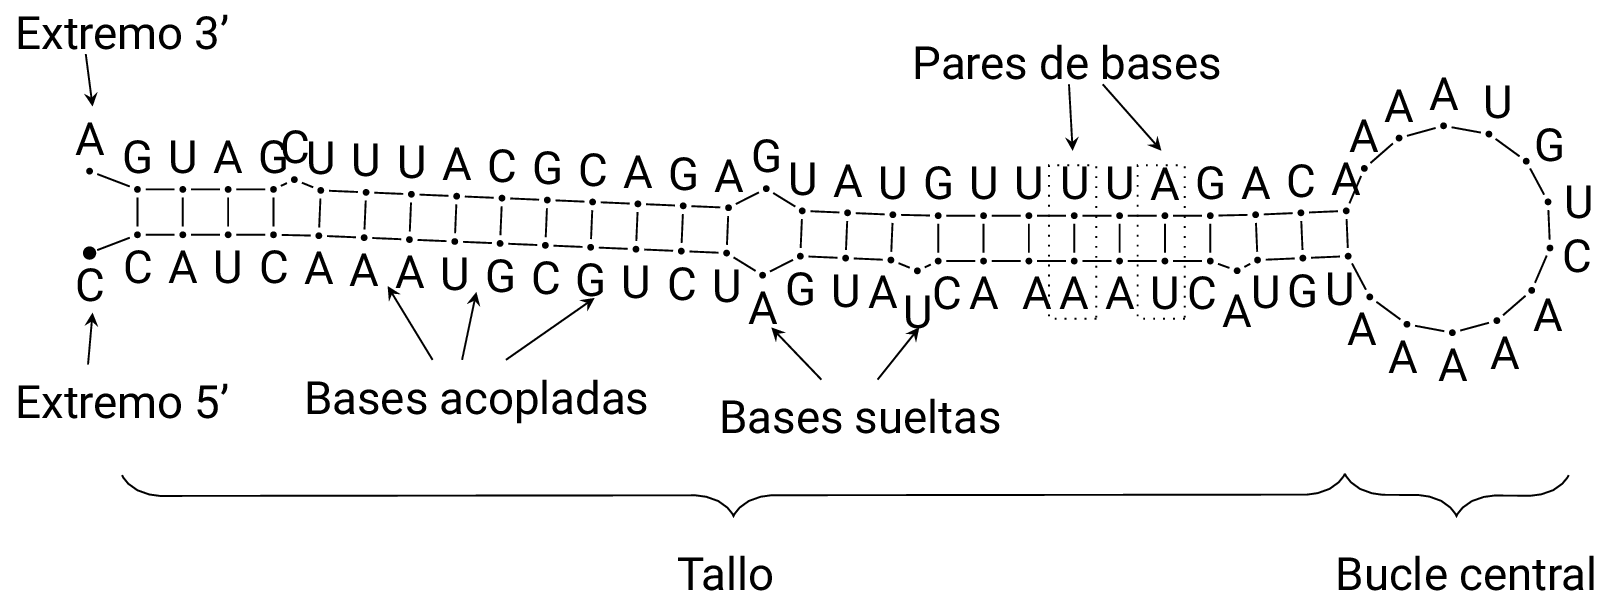 Extremo 3’
Pares de bases
A G U A G C U U U A C G C A G A G U A U G U U U U A G A C A A A A U G U C A A A A A
C C A U C A A A U G C G U C U A G U A U C A A A A U C A U G U
Extremo 5’
Bases acopladas
Bases sueltas
Tallo
Bucle central